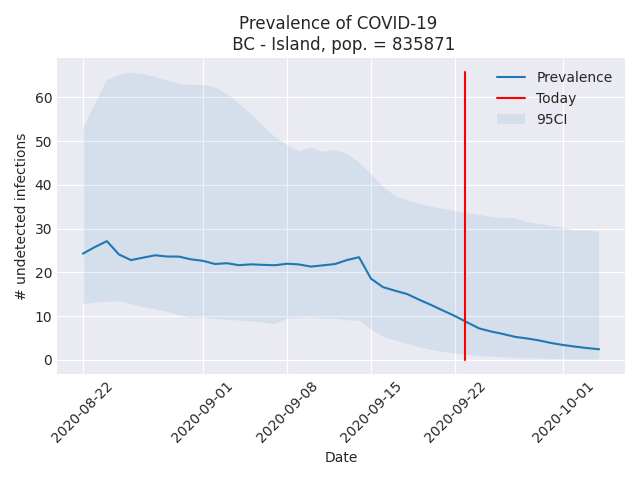 Prevalence of COVID-19
BC - Island, pop. = 835871
# undetected infections
60
50
40
30
20
10
0
Prevalence
Today
95CI
2020-08-22
2020-09-01
2020-09-08
2020-09-15
2020-09-22
2020-10-01
Date